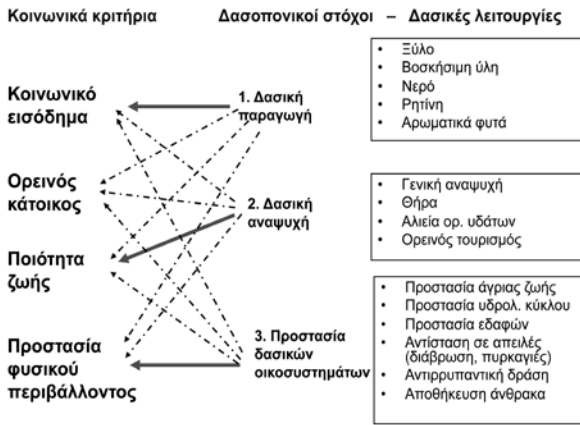 Κοινωνικά κριτήρια
Δασοπονικοί στόχοι – Δασικές λειτουργίες
Κοινωνικό
εισόδημα
Ορεινός
κάτοικος
Ποιότητα
ζωής
Προστασία
φυσικού
περιβάλλοντος
1. Δασική
παραγωγή
2. Δασική
αναψυχή
3. Προστασία
δασικών
οικοσυστημάτων
• Ξύλο
• Βοσκήσιμη ύλη
• Νερό
• Ρητίνη
• Αρωματικά φυτά
• Γενική αναψυχή
• Θήρα
• Αλιεία ορ. υδάτων
• Ορεινός τουρισμός
• Προστασία άγριας ζωής
• Προστασία υδρολ. κύκλου
• Προστασία εδαφών
• Αντίσταση σε απειλές
(διάβρωση, πυρκαγιές)
• Αντιρρυπαντική δράση
• Αποθήκευση άνθρακα